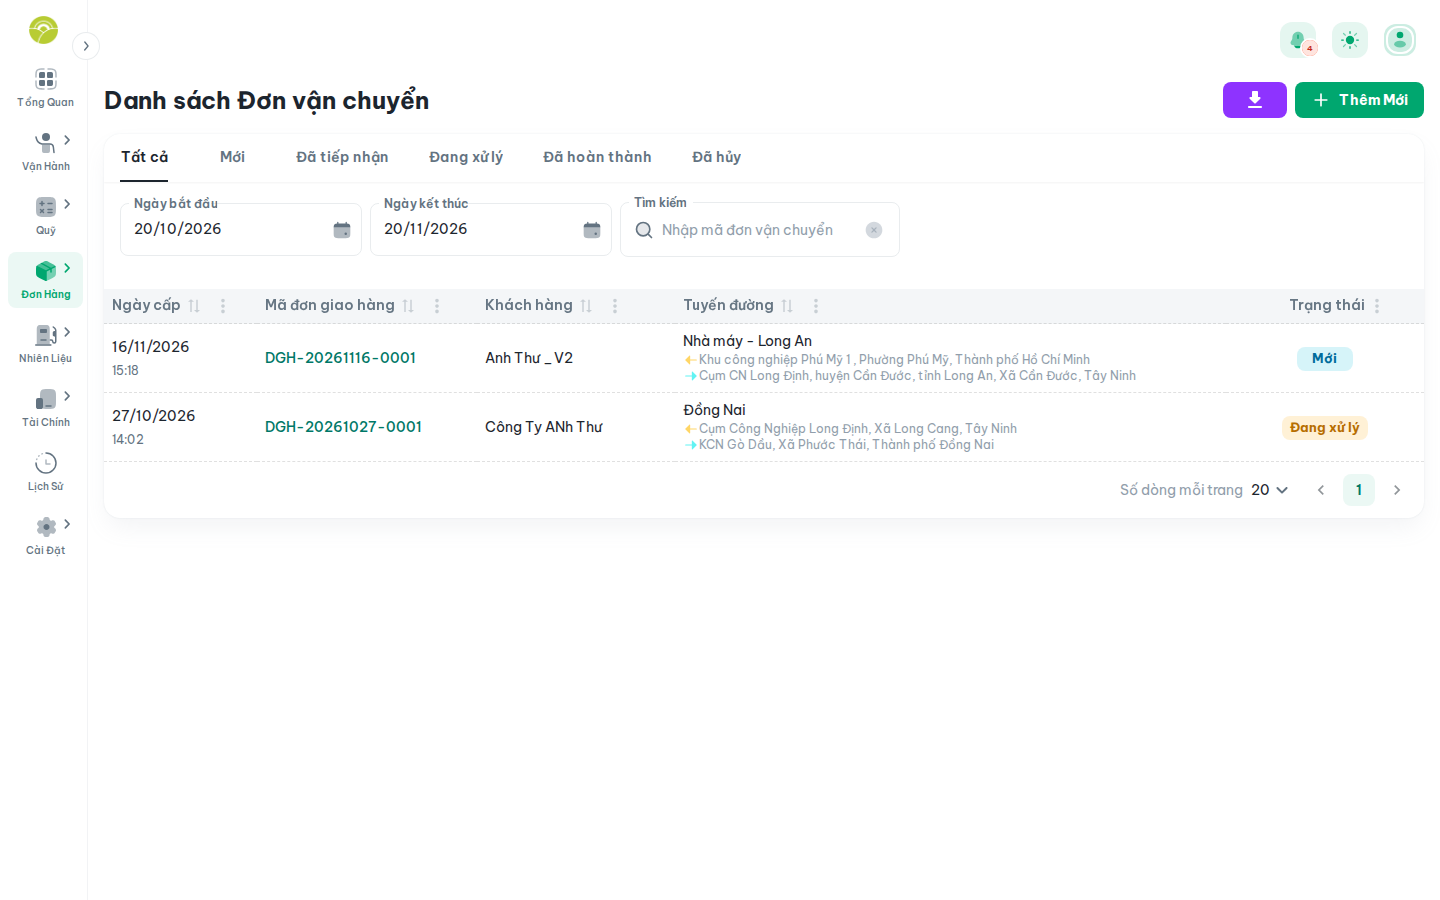 4
Tổng Quan
Vận Hành
Quỹ
Đơn Hàng
Nhiên Liệu
Tài Chính
Lịch Sử
Cài Đặt
Danh sách Đơn vận chuyển
Thêm Mới
Tất cả
Mới
Đã tiếp nhận
Đang xử lý
Đã hoàn thành
Đã hủy
Ngày bắt đầu
20/10/2026
Ngày kết thúc
20/11/2026
Tìm kiếm
Nhập mã đơn vận chuyển
Ngày cấp
Mã đơn giao hàng
Khách hàng
Tuyến đường
Trạng thái
16/11/2026
15:18
DGH-20261116-0001
Anh Thư _ V2
Nhà máy - Long An
Khu công nghiệp Phú Mỹ 1 , Phường Phú Mỹ, Thành phố Hồ Chí Minh
Cụm CN Long Định, huyện Cần Đước, tỉnh Long An, Xã Cần Đước, Tây Ninh
Mới
27/10/2026
14:02
DGH-20261027-0001
Công Ty ANh Thư
Đồng Nai
Cụm Công Nghiệp Long Định, Xã Long Cang, Tây Ninh
KCN Gò Dầu, Xã Phước Thái, Thành phố Đồng Nai
Đang xử lý
Số dòng mỗi trang
20
1